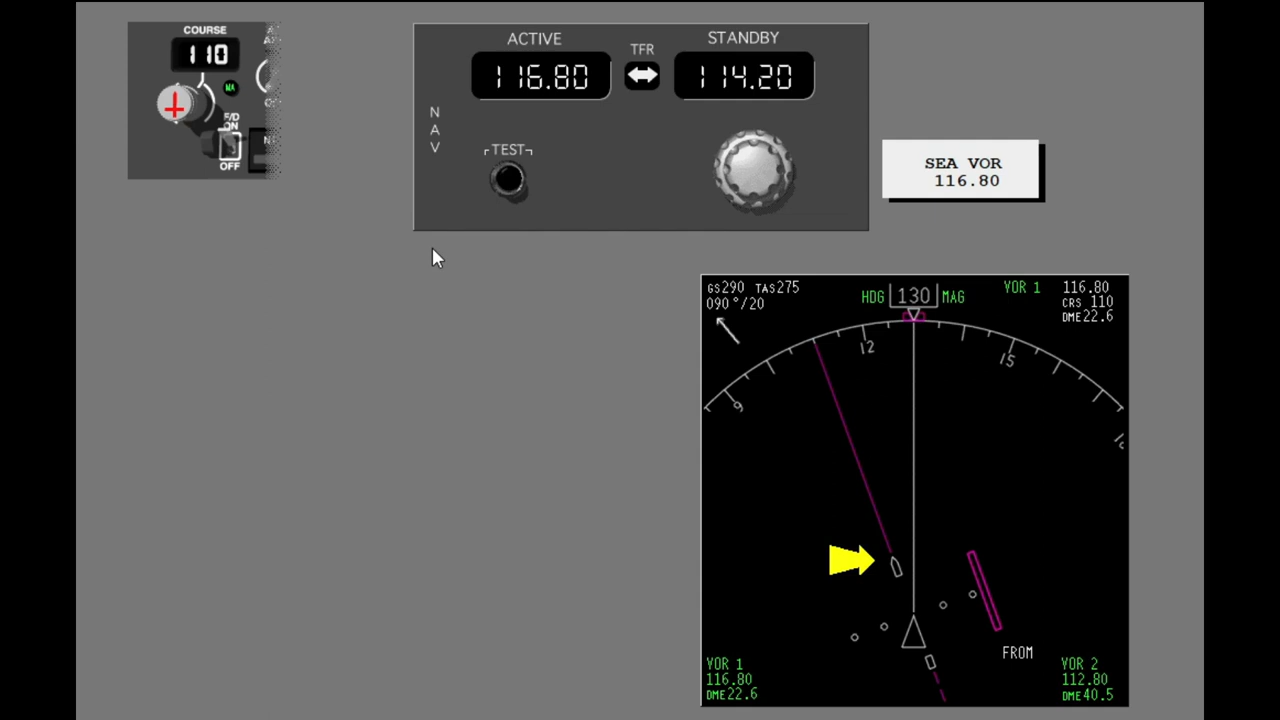 COURSE
110
MA
F/D
ON
OFF
ACTIVE
TFR
STANDBY
116.80
114.20
N
A
V
TEST
SEA VOR
116.80
GS290 TAS275
090°/20
HDG 130 MAG
VOR 1
116.80
CRS 110
DME22.6
12
15
9
FROM
VOR 1
116.80
DME22.6
VOR 2
112.80
DME40.5